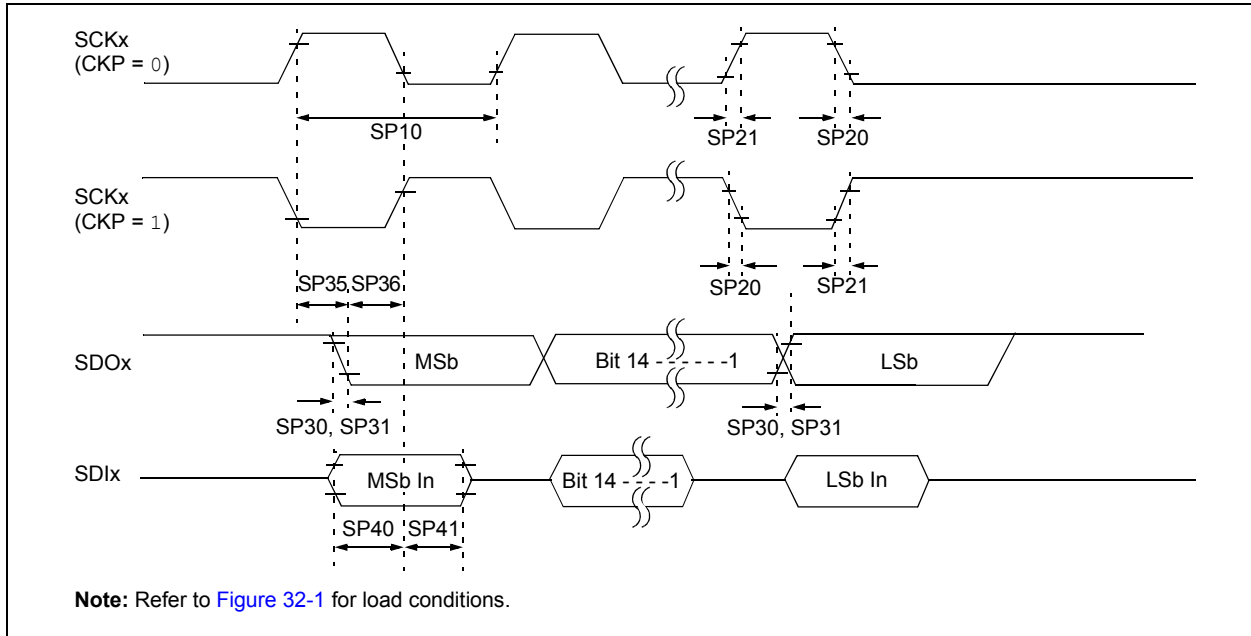 SCKx
(CKP = 0)
SP10
SP21
SP20
SCKx
(CKP = 1)
SP35
SP36
SP20
SP21
SDOx
MSb
Bit 14 - - - - - -1
LSb
SP30, SP31
SP30, SP31
SDIx
MSb In
Bit 14 - - - -1
LSb In
SP40
SP41
Note: Refer to Figure 32-1 for load conditions.